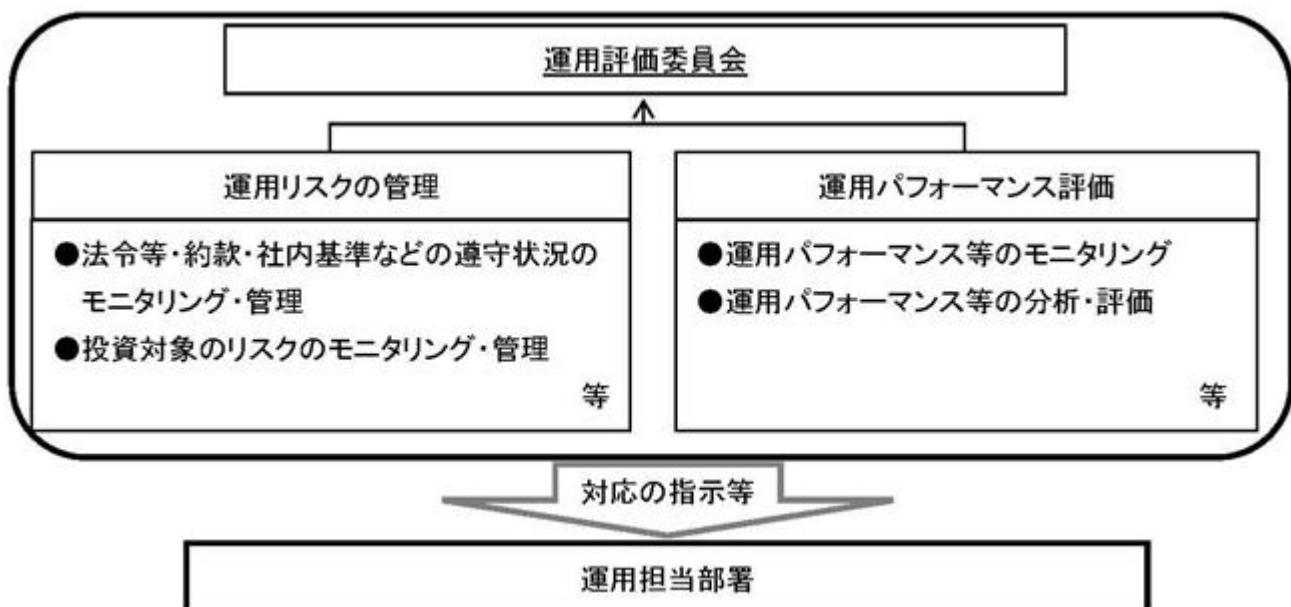 運用評価委員会
運用リスクの管理
●法令等・約款・社内基準などの遵守状況の
モニタリング・管理
●投資対象のリスクのモニタリング・管理
等
運用パフォーマンス評価
●運用パフォーマンス等のモニタリング
●運用パフォーマンス等の分析・評価
等
対応の指示等
運用担当部署